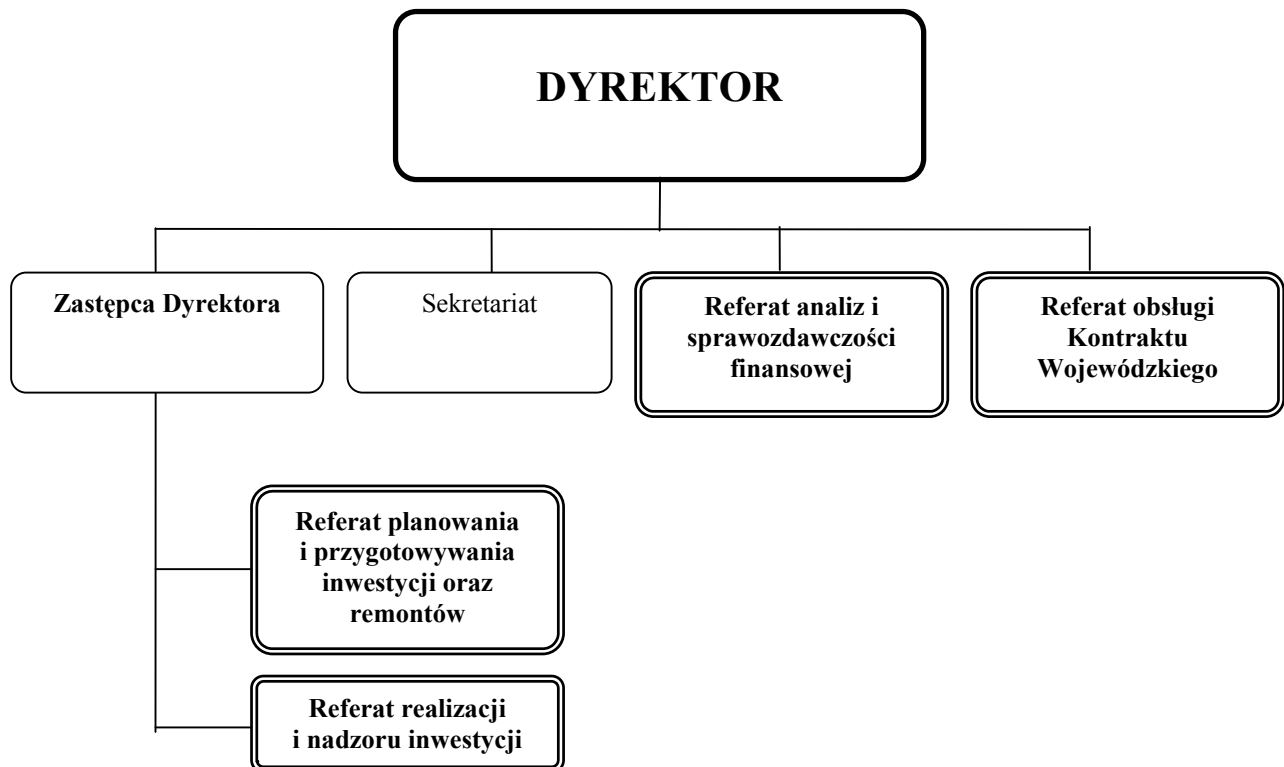 DYREKTOR
Zastępca Dyrektora
Sekretariat
Referat analiz i
sprawozdawczości
finansowej
Referat obsługi
Kontraktu
Wojewódzkiego
Referat planowania
i przygotowywania
inwestycji oraz
remontów
Referat realizacji
i nadzoru inwestycji